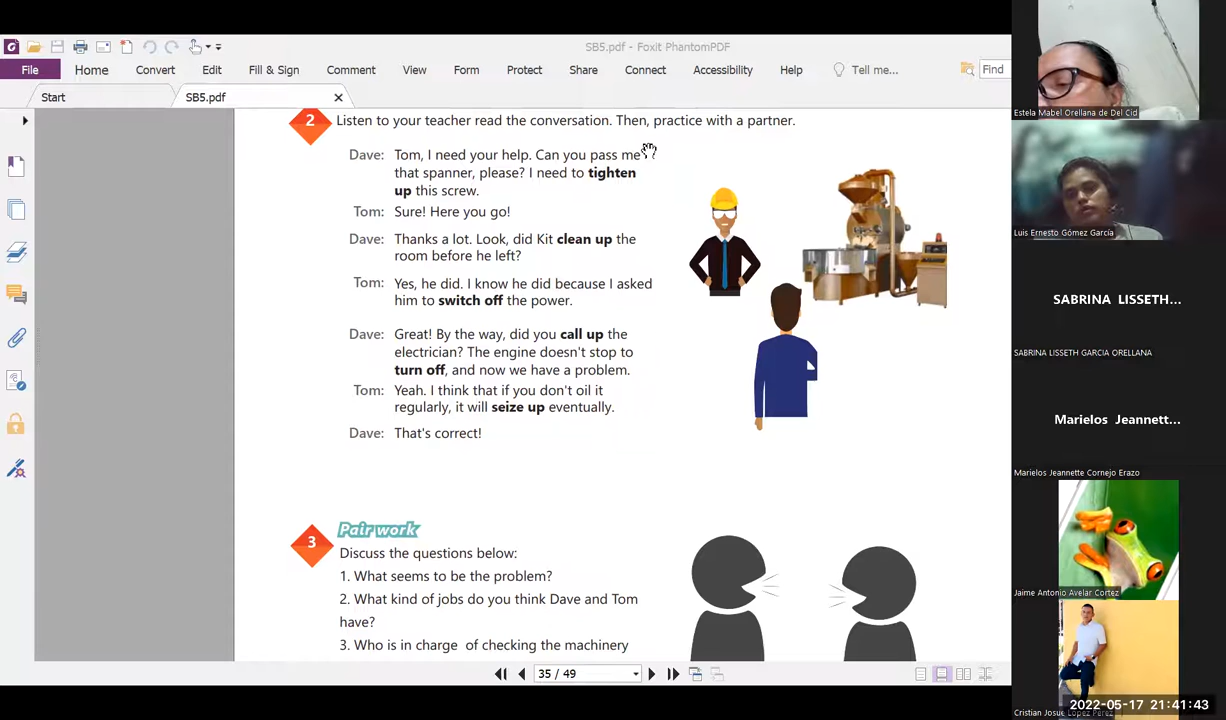 SB5.pdf - Foxit PhantomPDF
File Home Convert Edit Fill & Sign Comment View Form Protect Share Connect Accessibility Help Tell me... Find
Start SB5.pdf
2 Listen to your teacher read the conversation. Then, practice with a partner.
Dave: Tom, I need your help. Can you pass me
that spanner, please? I need to tighten
up this screw.
Tom: Sure! Here you go!
Dave: Thanks a lot. Look, did Kit clean up the
room before he left?
Tom: Yes, he did. I know he did because I asked
him to switch off the power.
Dave: Great! By the way, did you call up the
electrician? The engine doesn't stop to
turn off, and now we have a problem.
Tom: Yeah. I think that if you don't oil it
regularly, it will seize up eventually.
Dave: That's correct!
3 Pair work
Discuss the questions below:
1. What seems to be the problem?
2. What kind of jobs do you think Dave and Tom
have?
3. Who is in charge of checking the machinery
35 / 49
Estela Mabel Orellana de Del Cid
Luis Ernesto Gómez García
SABRINA LISSETH...
SABRINA LISSETH GARCIA ORELLANA
Marielos Jeannett...
Marielos Jeannette Cornejo Erazo
Jaime Antonio Avelar Cortez
Cristian Josue Lopez Perez
2022-05-17 21:41:43